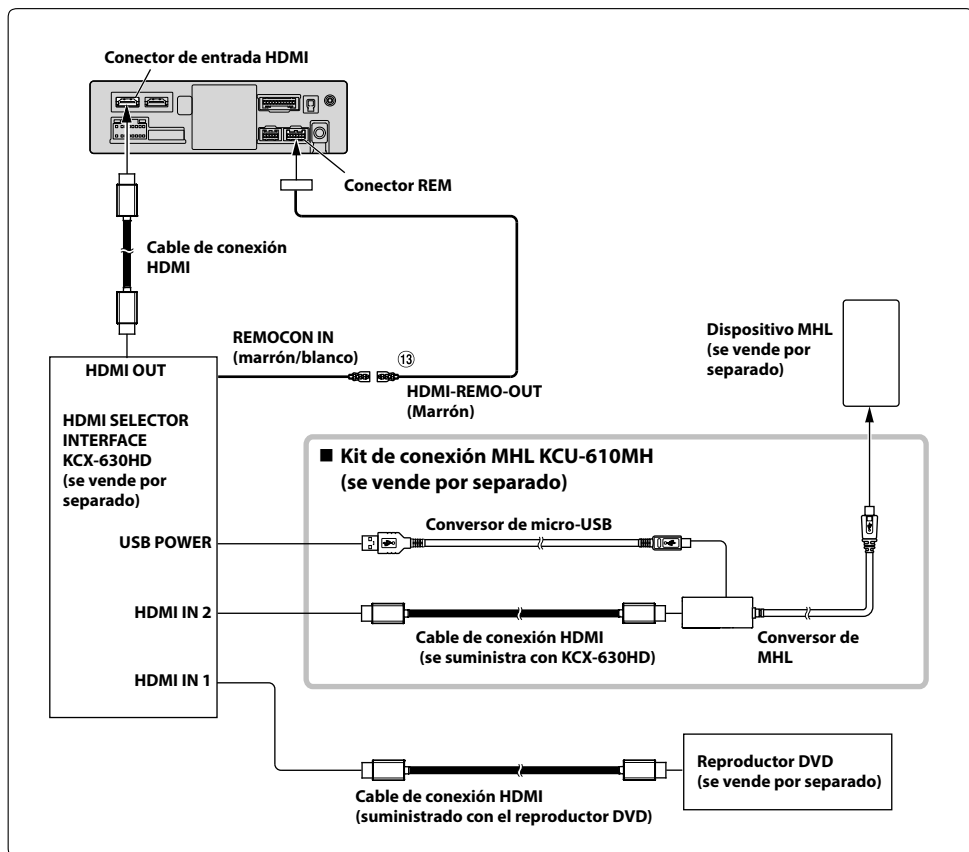 Conector de entrada HDMI
Conector REM
Cable de conexión
HDMI
REMOCON IN
(marrón/blanco)
⑬
HDMI-REMO-OUT
(Marrón)
Dispositivo MHL
(se vende por
separado)
HDMI OUT
HDMI SELECTOR
INTERFACE
KCX-630HD
(se vende por
separado)
■ Kit de conexión MHL KCU-610MH
(se vende por separado)
Conversor de micro-USB
USB POWER
HDMI IN 2
Cable de conexión HDMI
(se suministra con KCX-630HD)
Conversor de
MHL
HDMI IN 1
Reproductor DVD
(se vende por separado)
Cable de conexión HDMI
(suministrado con el reproductor DVD)